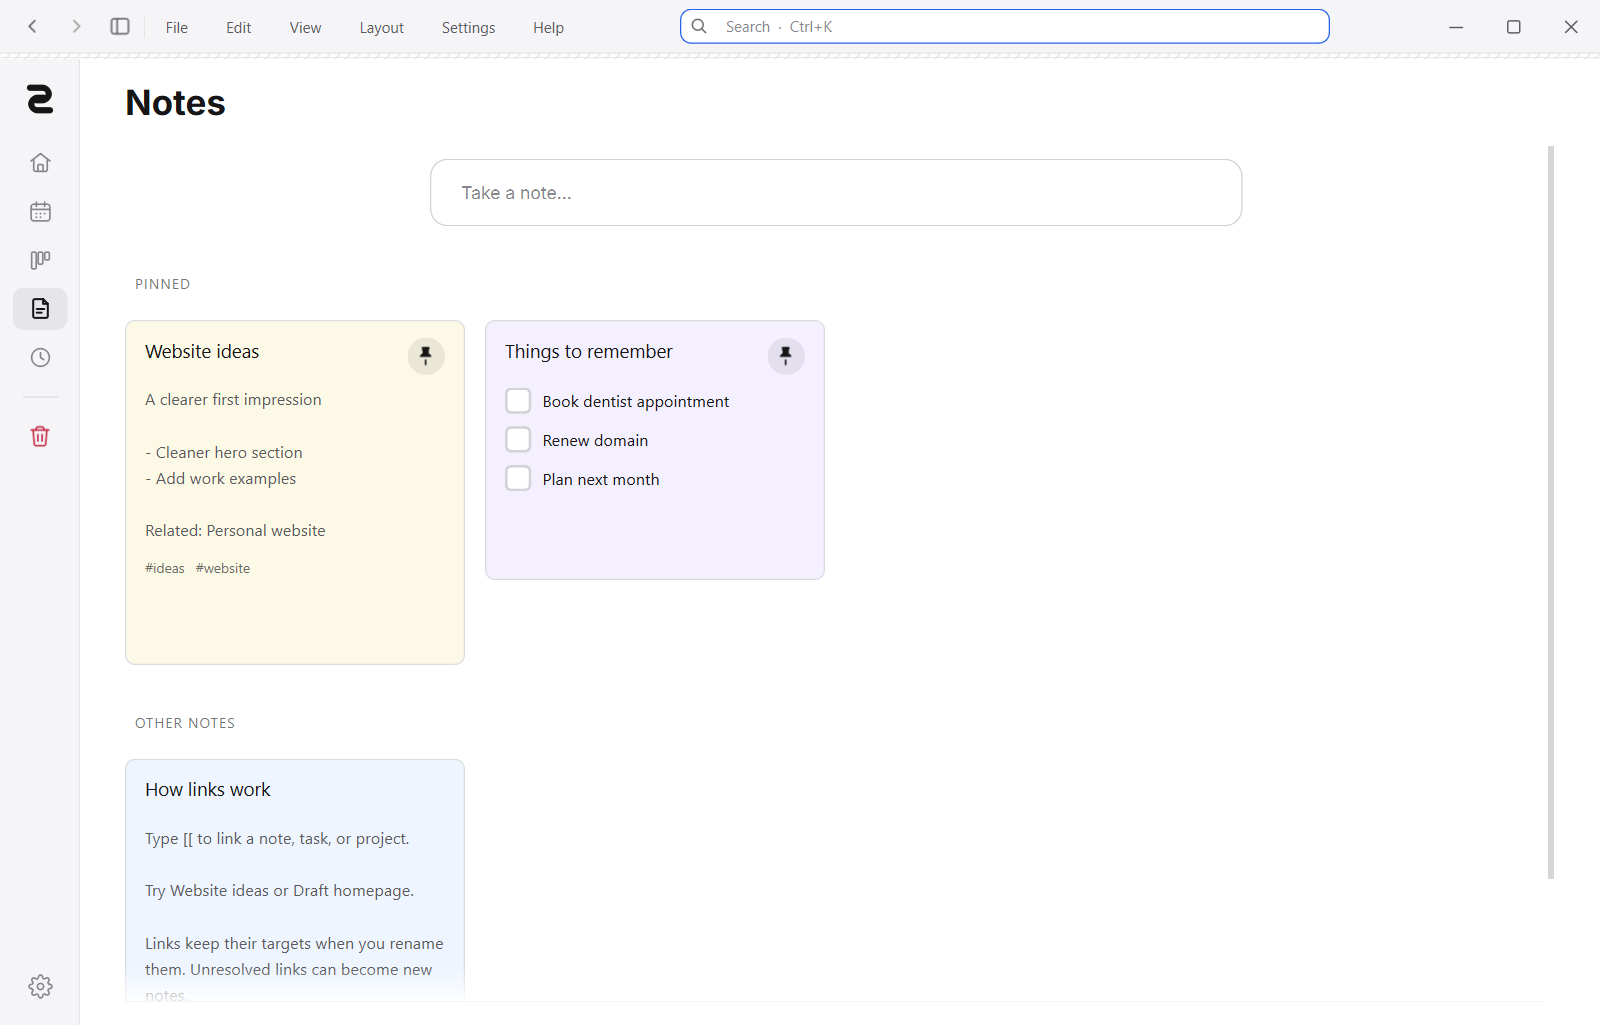 File Edit View Layout Settings Help
Search · Ctrl+K
Notes
Take a note...
PINNED
Website ideas
A clearer first impression
- Cleaner hero section
- Add work examples
Related: Personal website
#ideas #website
Things to remember
Book dentist appointment
Renew domain
Plan next month
OTHER NOTES
How links work
Type [[ to link a note, task, or project.
Try Website ideas or Draft homepage.
Links keep their targets when you rename
them. Unresolved links can become new
notes.